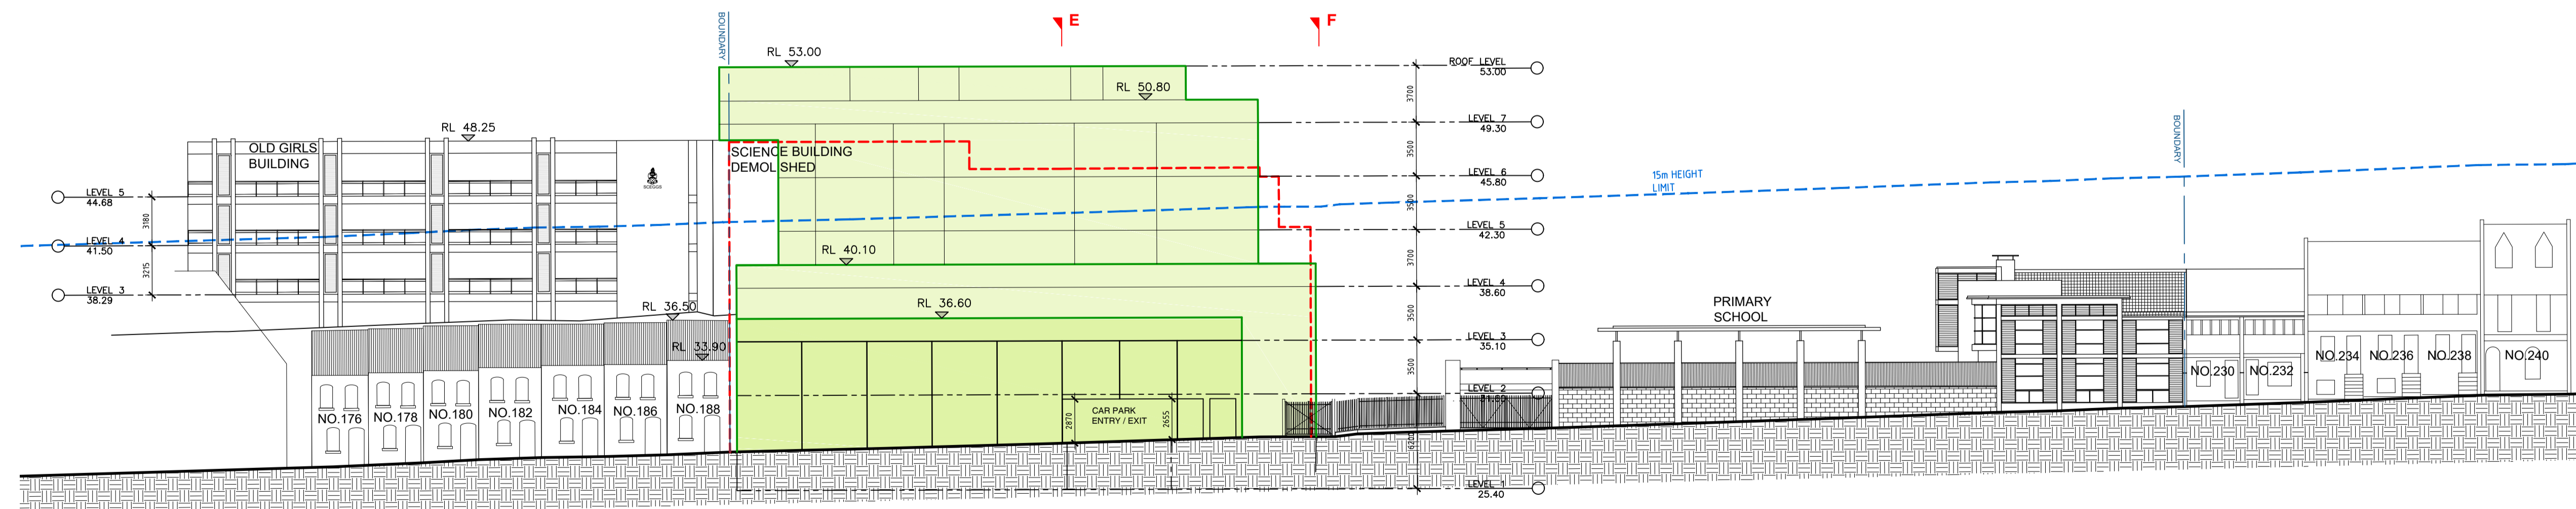 BOUNDARY
E
F
RL 53.00
ROOF LEVEL
53.00
RL 50.80
3700
LEVEL 7
49.30
BOUNDARY
RL 48.25
OLD GIRLS
BUILDING
SCIENCE BUILDING
DEMOLISHED
SCEGGS
3500
LEVEL 6
45.80
15m HEIGHT
LIMIT
LEVEL 5
44.68
3180
3500
LEVEL 5
42.30
LEVEL 4
41.50
RL 40.10
3700
3215
LEVEL 3
38.29
LEVEL 4
38.60
RL 36.50
RL 36.60
3500
PRIMARY
SCHOOL
LEVEL 3
35.10
RL 33.90
3500
LEVEL 2
31.60
NO.176
NO.178
NO.180
NO.182
NO.184
NO.186
NO.188
2870
CAR PARK
ENTRY / EXIT
2655
NO.230
NO.232
NO.234
NO.236
NO.238
NO.240
6200
LEVEL 1
25.40